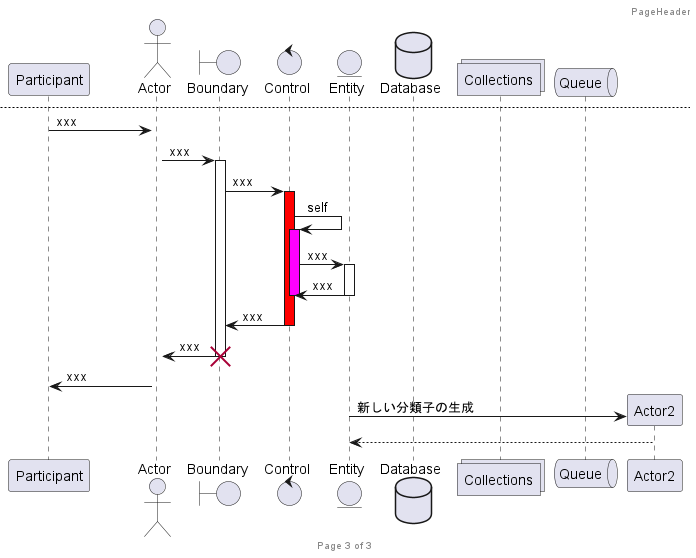 PageHeader
Participant
Actor
Boundary
Control
Entity
Database
Collections
Queue
xxx
xxx
xxx
self
xxx
xxx
xxx
xxx
xxx
新しい分類子の生成
Actor2
Participant
Actor
Boundary
Control
Entity
Database
Collections
Queue
Actor2
Page 3 of 3